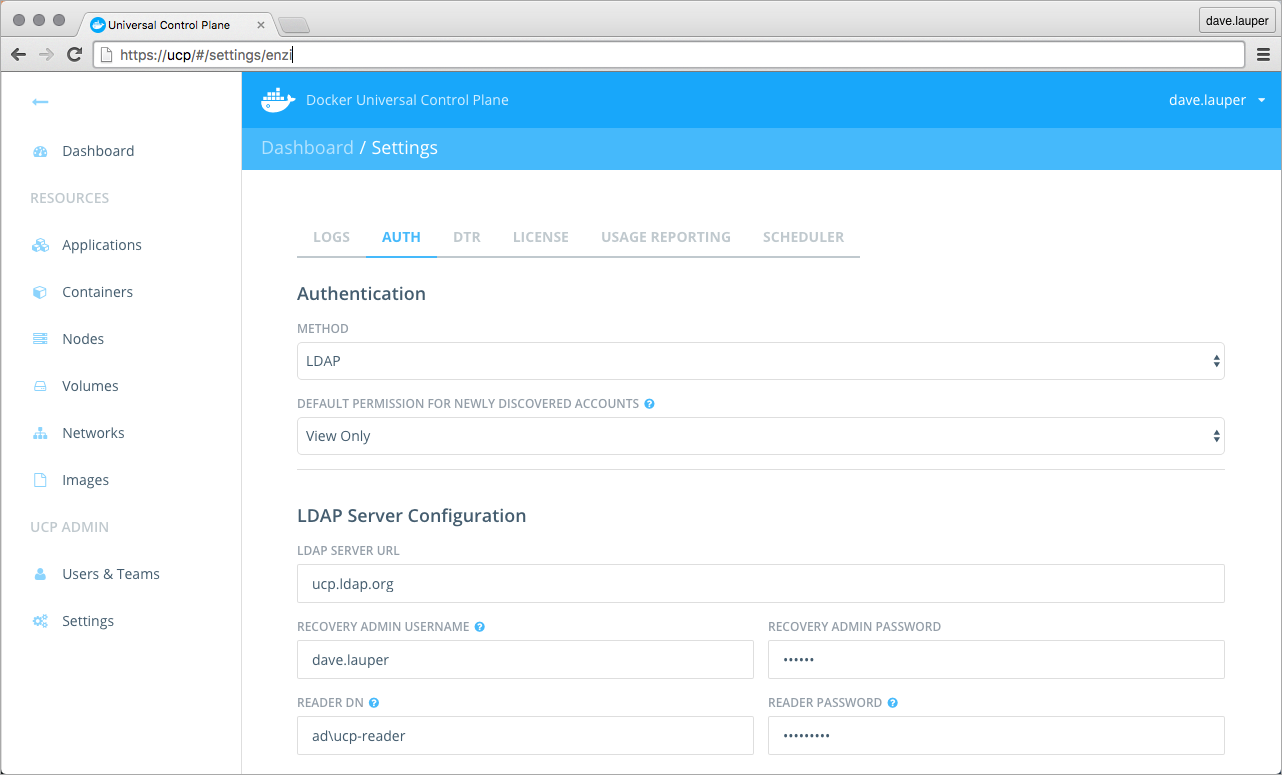 Universal Control Plane
dave.lauper
https://ucp/#/settings/enzi
Docker Universal Control Plane
dave.lauper
Dashboard / Settings
Dashboard
RESOURCES
Applications
Containers
Nodes
Volumes
Networks
Images
UCP ADMIN
Users & Teams
Settings
LOGS AUTH DTR LICENSE USAGE REPORTING SCHEDULER
Authentication
METHOD
LDAP
DEFAULT PERMISSION FOR NEWLY DISCOVERED ACCOUNTS ?
View Only
LDAP Server Configuration
LDAP SERVER URL
ucp.ldap.org
RECOVERY ADMIN USERNAME ? RECOVERY ADMIN PASSWORD
dave.lauper ••••••
READER DN ? READER PASSWORD ?
ad\ucp-reader •••••••••